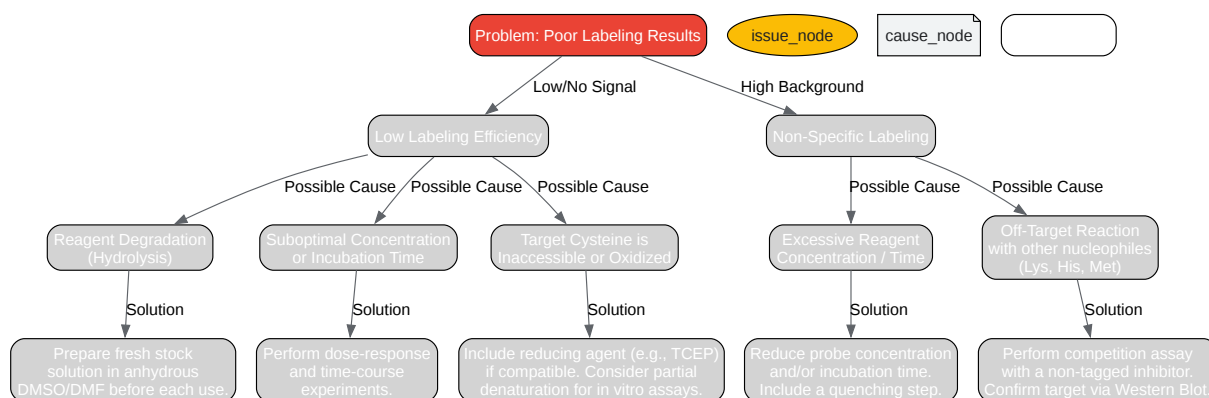 Problem: Poor Labeling Results
issue_node
cause_node
Low/No Signal
High Background
Low Labeling Efficiency
Non-Specific Labeling
Possible Cause
Possible Cause
Possible Cause
Possible Cause
Possible Cause
Reagent Degradation
(Hydrolysis)
Suboptimal Concentration
or Incubation Time
Target Cysteine is
Inaccessible or Oxidized
Excessive Reagent
Concentration / Time
Off-Target Reaction
with other nucleophiles
(Lys, His, Met)
Solution
Solution
Solution
Solution
Solution
Prepare fresh stock
solution in anhydrous
DMSO/DMF before each use.
Perform dose-response
and time-course
experiments.
Include reducing agent (e.g., TCEP)
if compatible. Consider partial
denaturation for in vitro assays.
Reduce probe concentration
and/or incubation time.
Include a quenching step.
Perform competition assay
with a non-tagged inhibitor.
Confirm target via Western Blot.